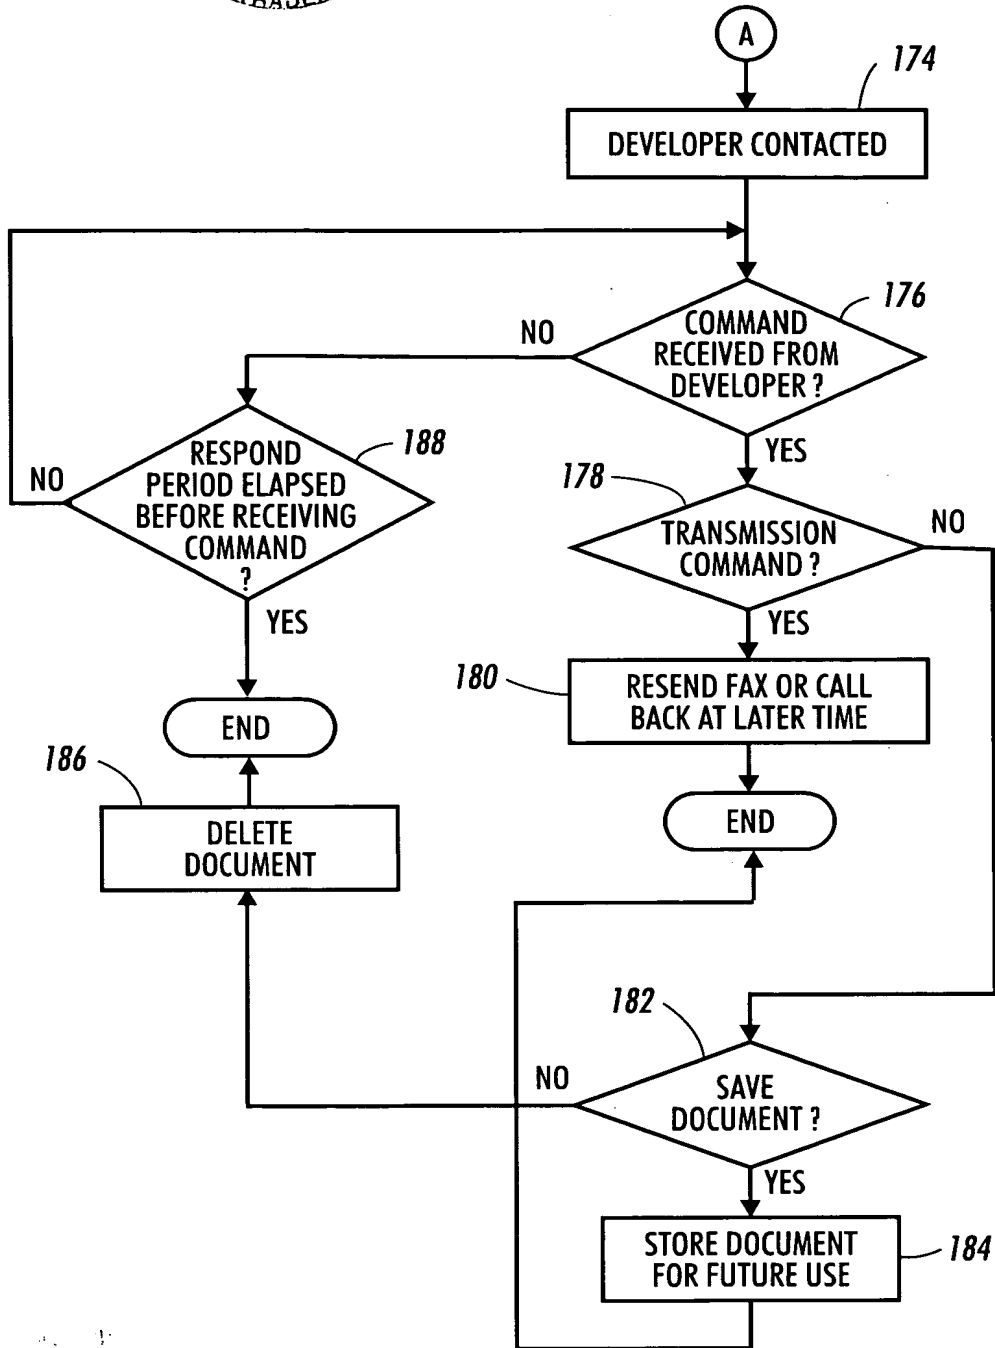 A
174
DEVELOPER CONTACTED
176
COMMAND
RECEIVED FROM
DEVELOPER ?
NO
YES
188
RESPOND
PERIOD ELAPSED
BEFORE RECEIVING
COMMAND
?
NO
YES
178
TRANSMISSION
COMMAND ?
NO
YES
180
RESEND FAX OR CALL
BACK AT LATER TIME
END
END
186
DELETE
DOCUMENT
182
SAVE
DOCUMENT ?
NO
YES
STORE DOCUMENT
FOR FUTURE USE
184